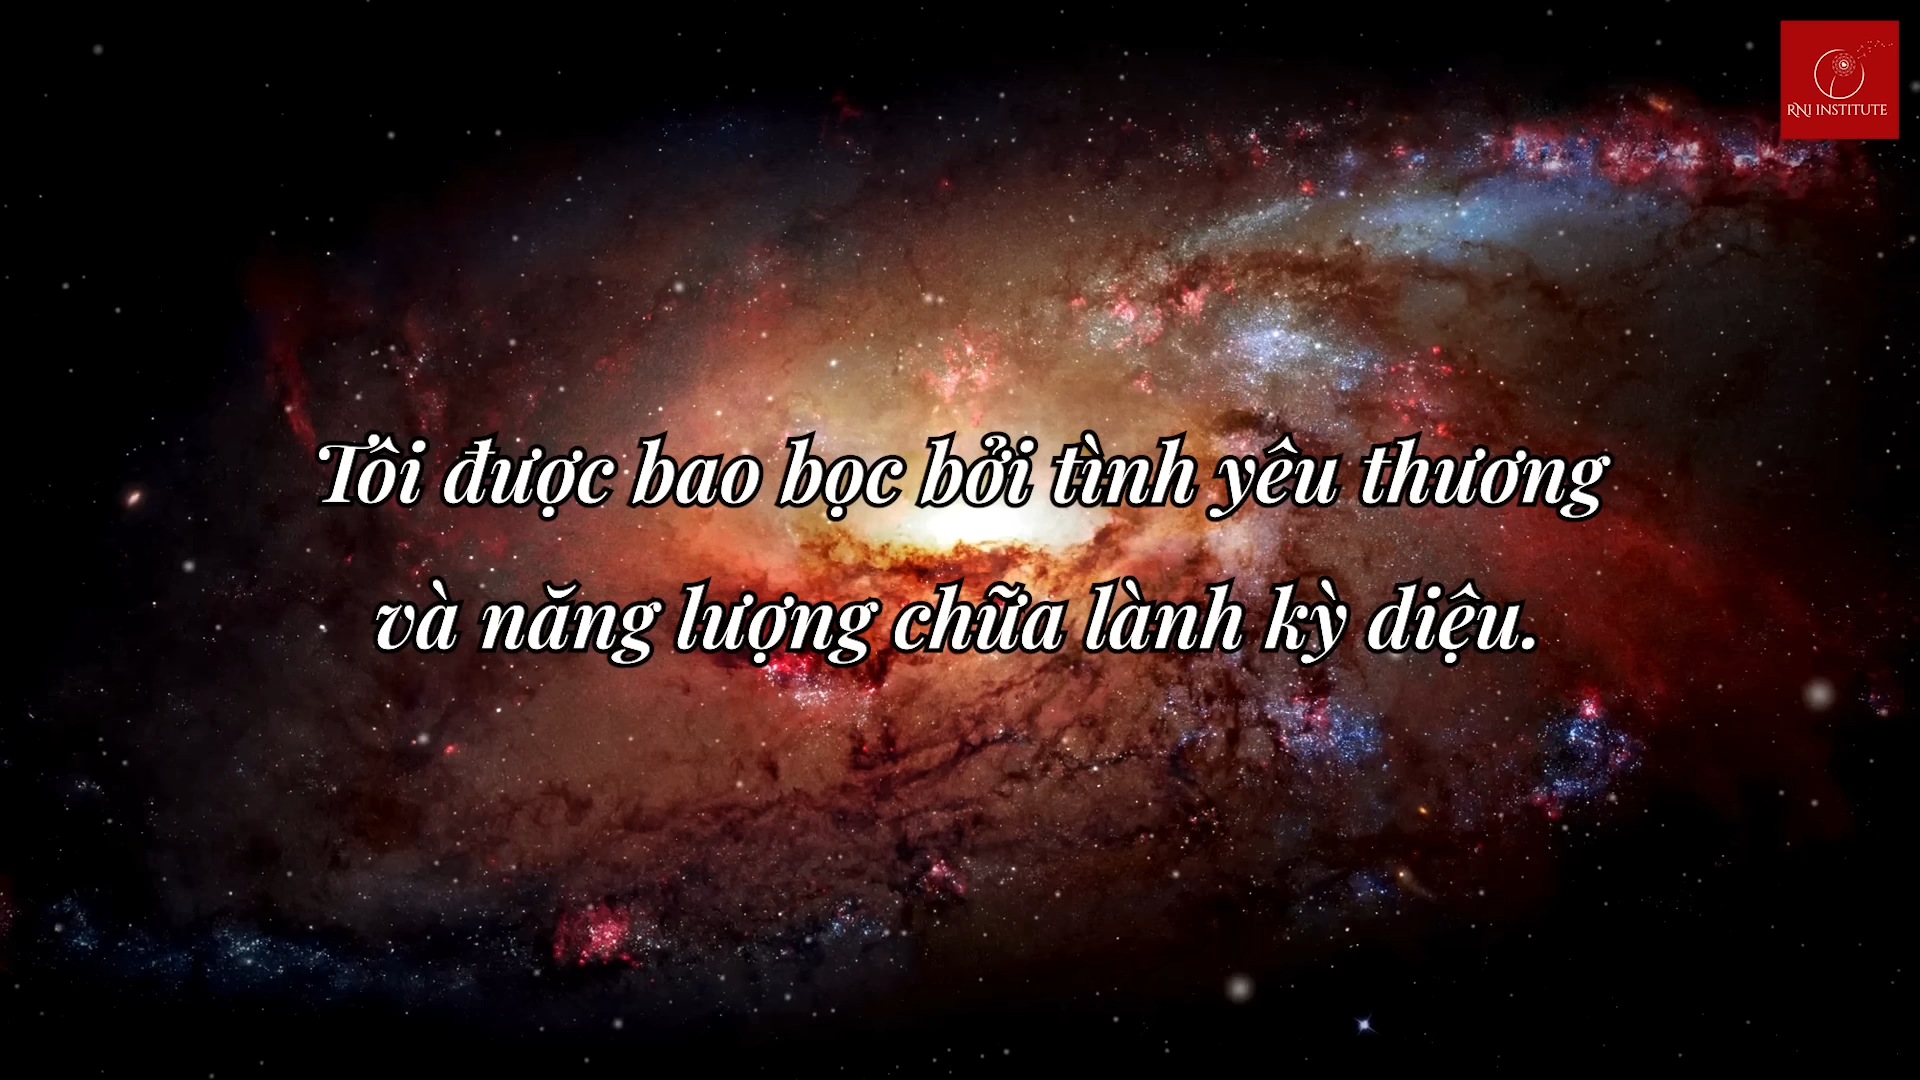 RNI INSTITUTE
Tôi được bao bọc bởi tình yêu thương
và năng lượng chữa lành kỳ diệu.